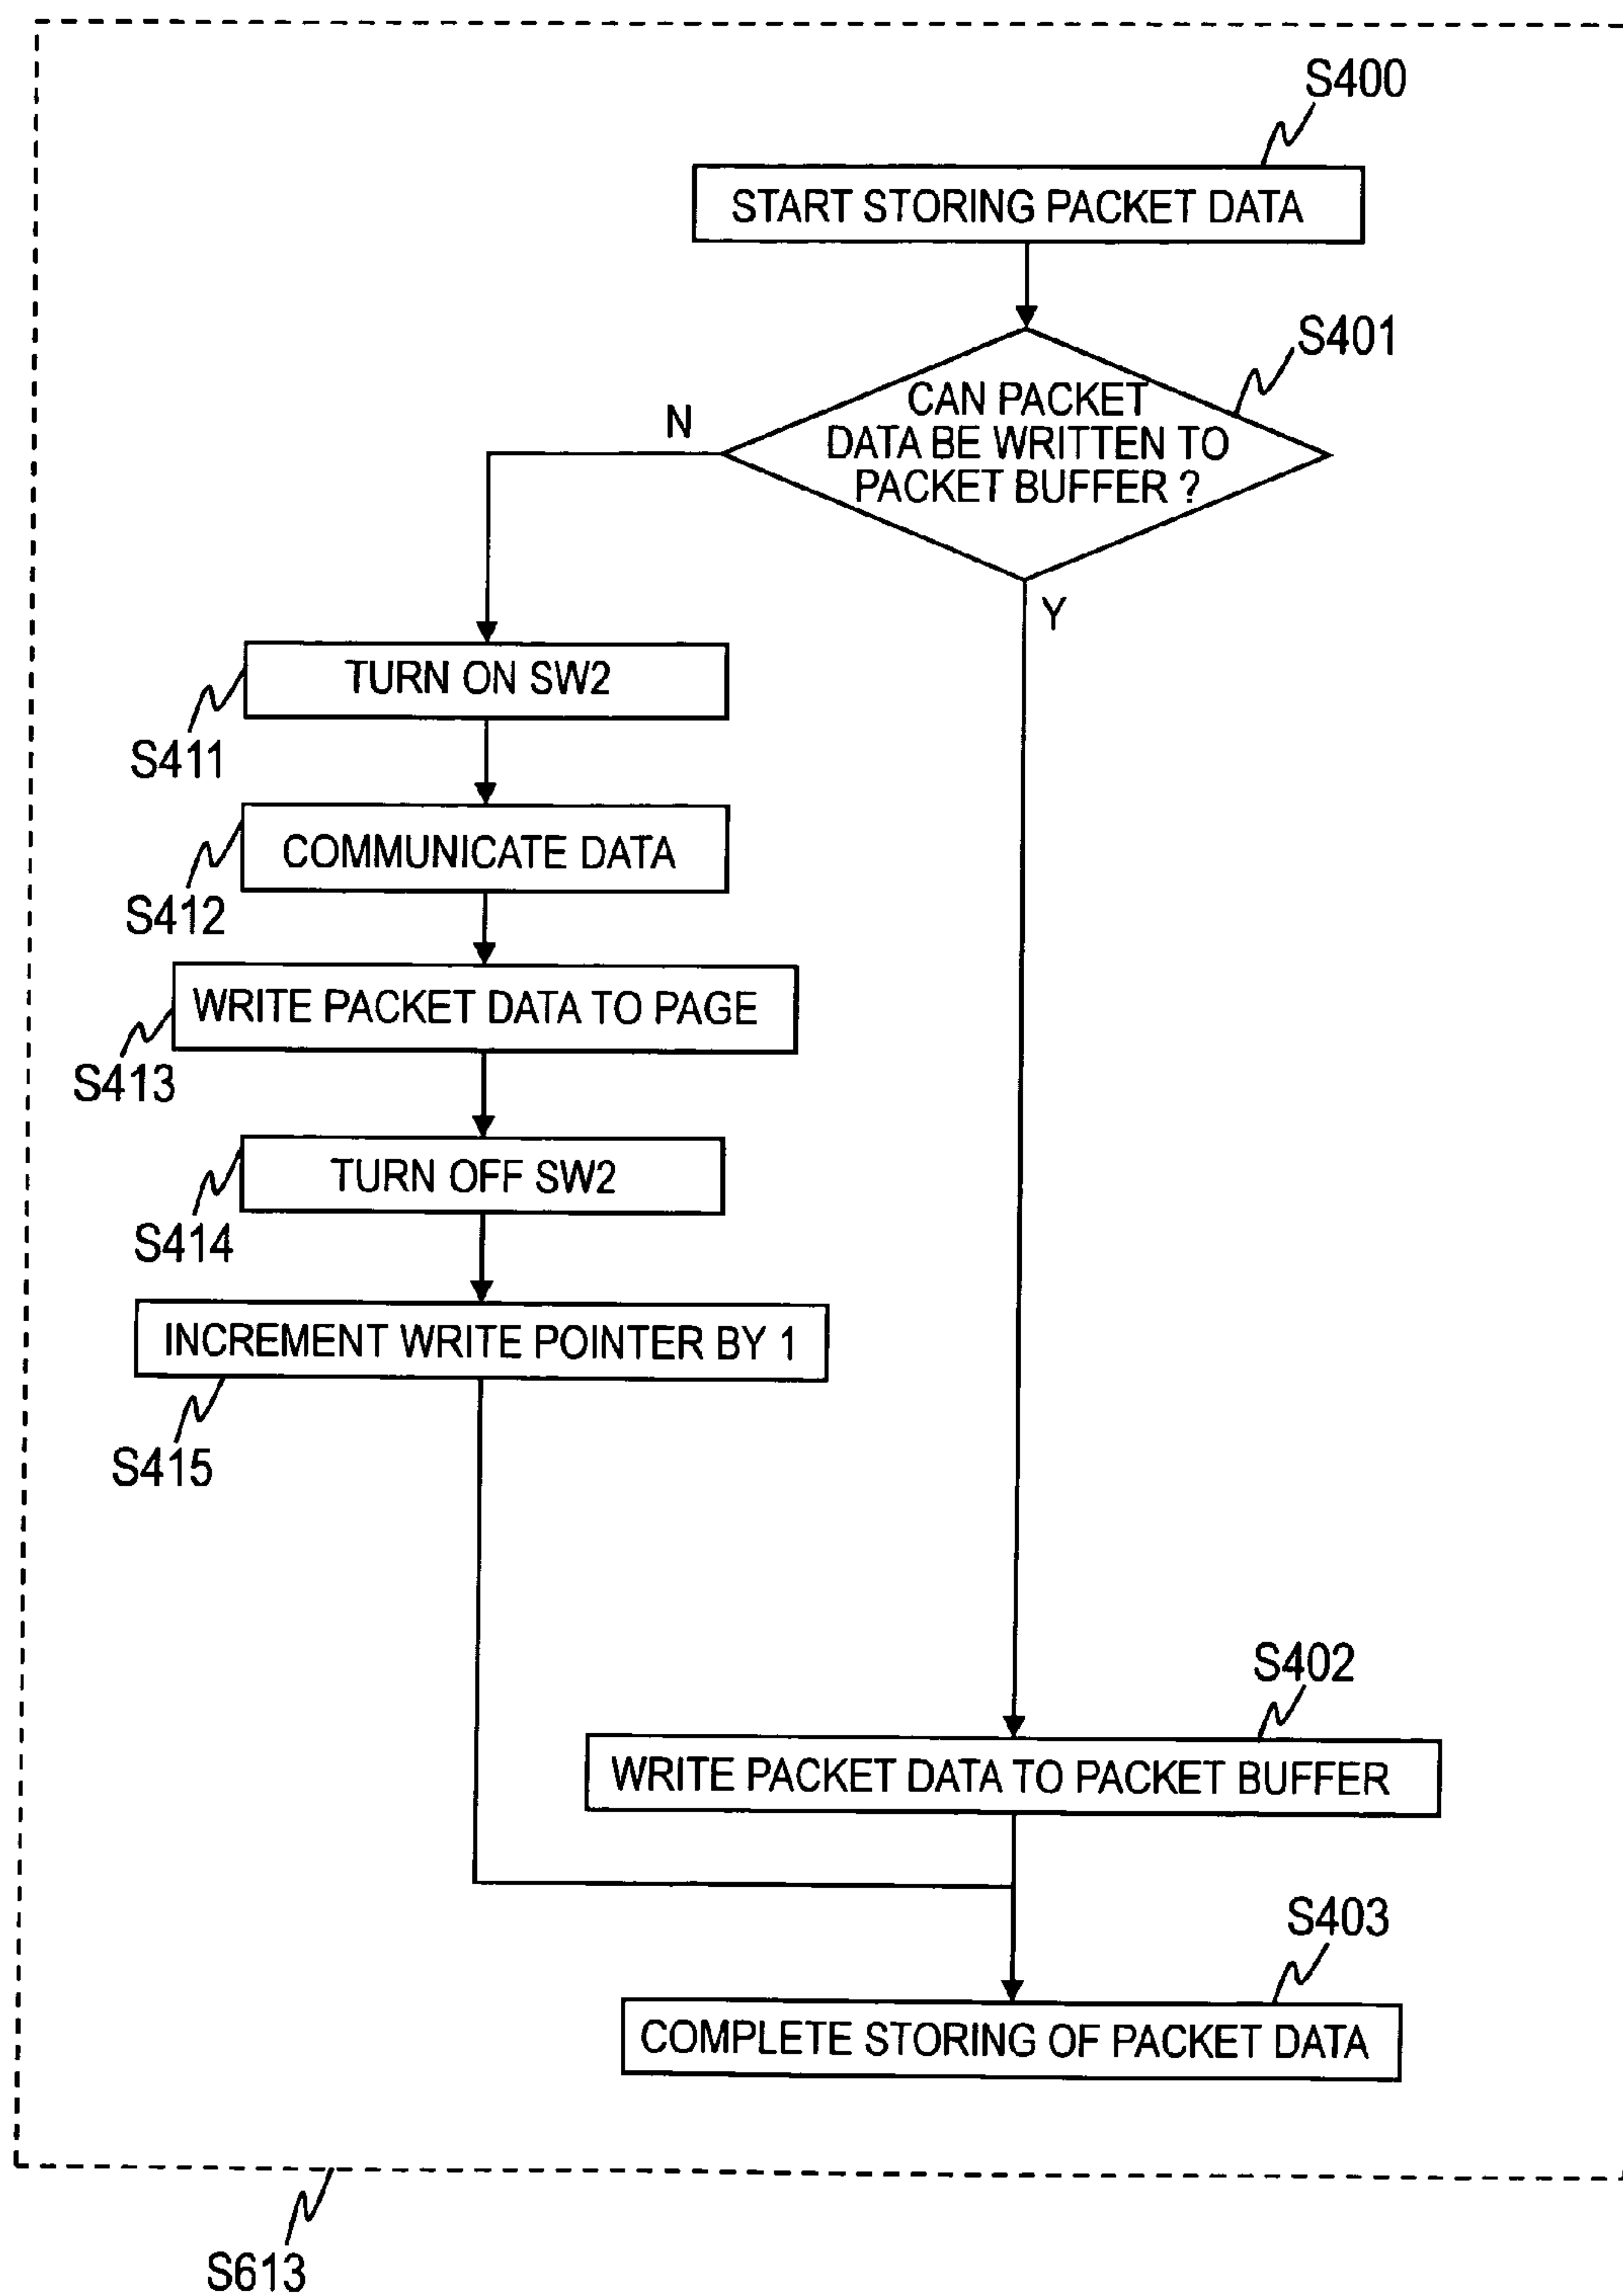 S400
START STORING PACKET DATA
S401
CAN PACKET
DATA BE WRITTEN TO
PACKET BUFFER ?
N
Y
TURN ON SW2
S411
COMMUNICATE DATA
S412
WRITE PACKET DATA TO PAGE
S413
TURN OFF SW2
S414
INCREMENT WRITE POINTER BY 1
S415
S402
WRITE PACKET DATA TO PACKET BUFFER
S403
COMPLETE STORING OF PACKET DATA
S613